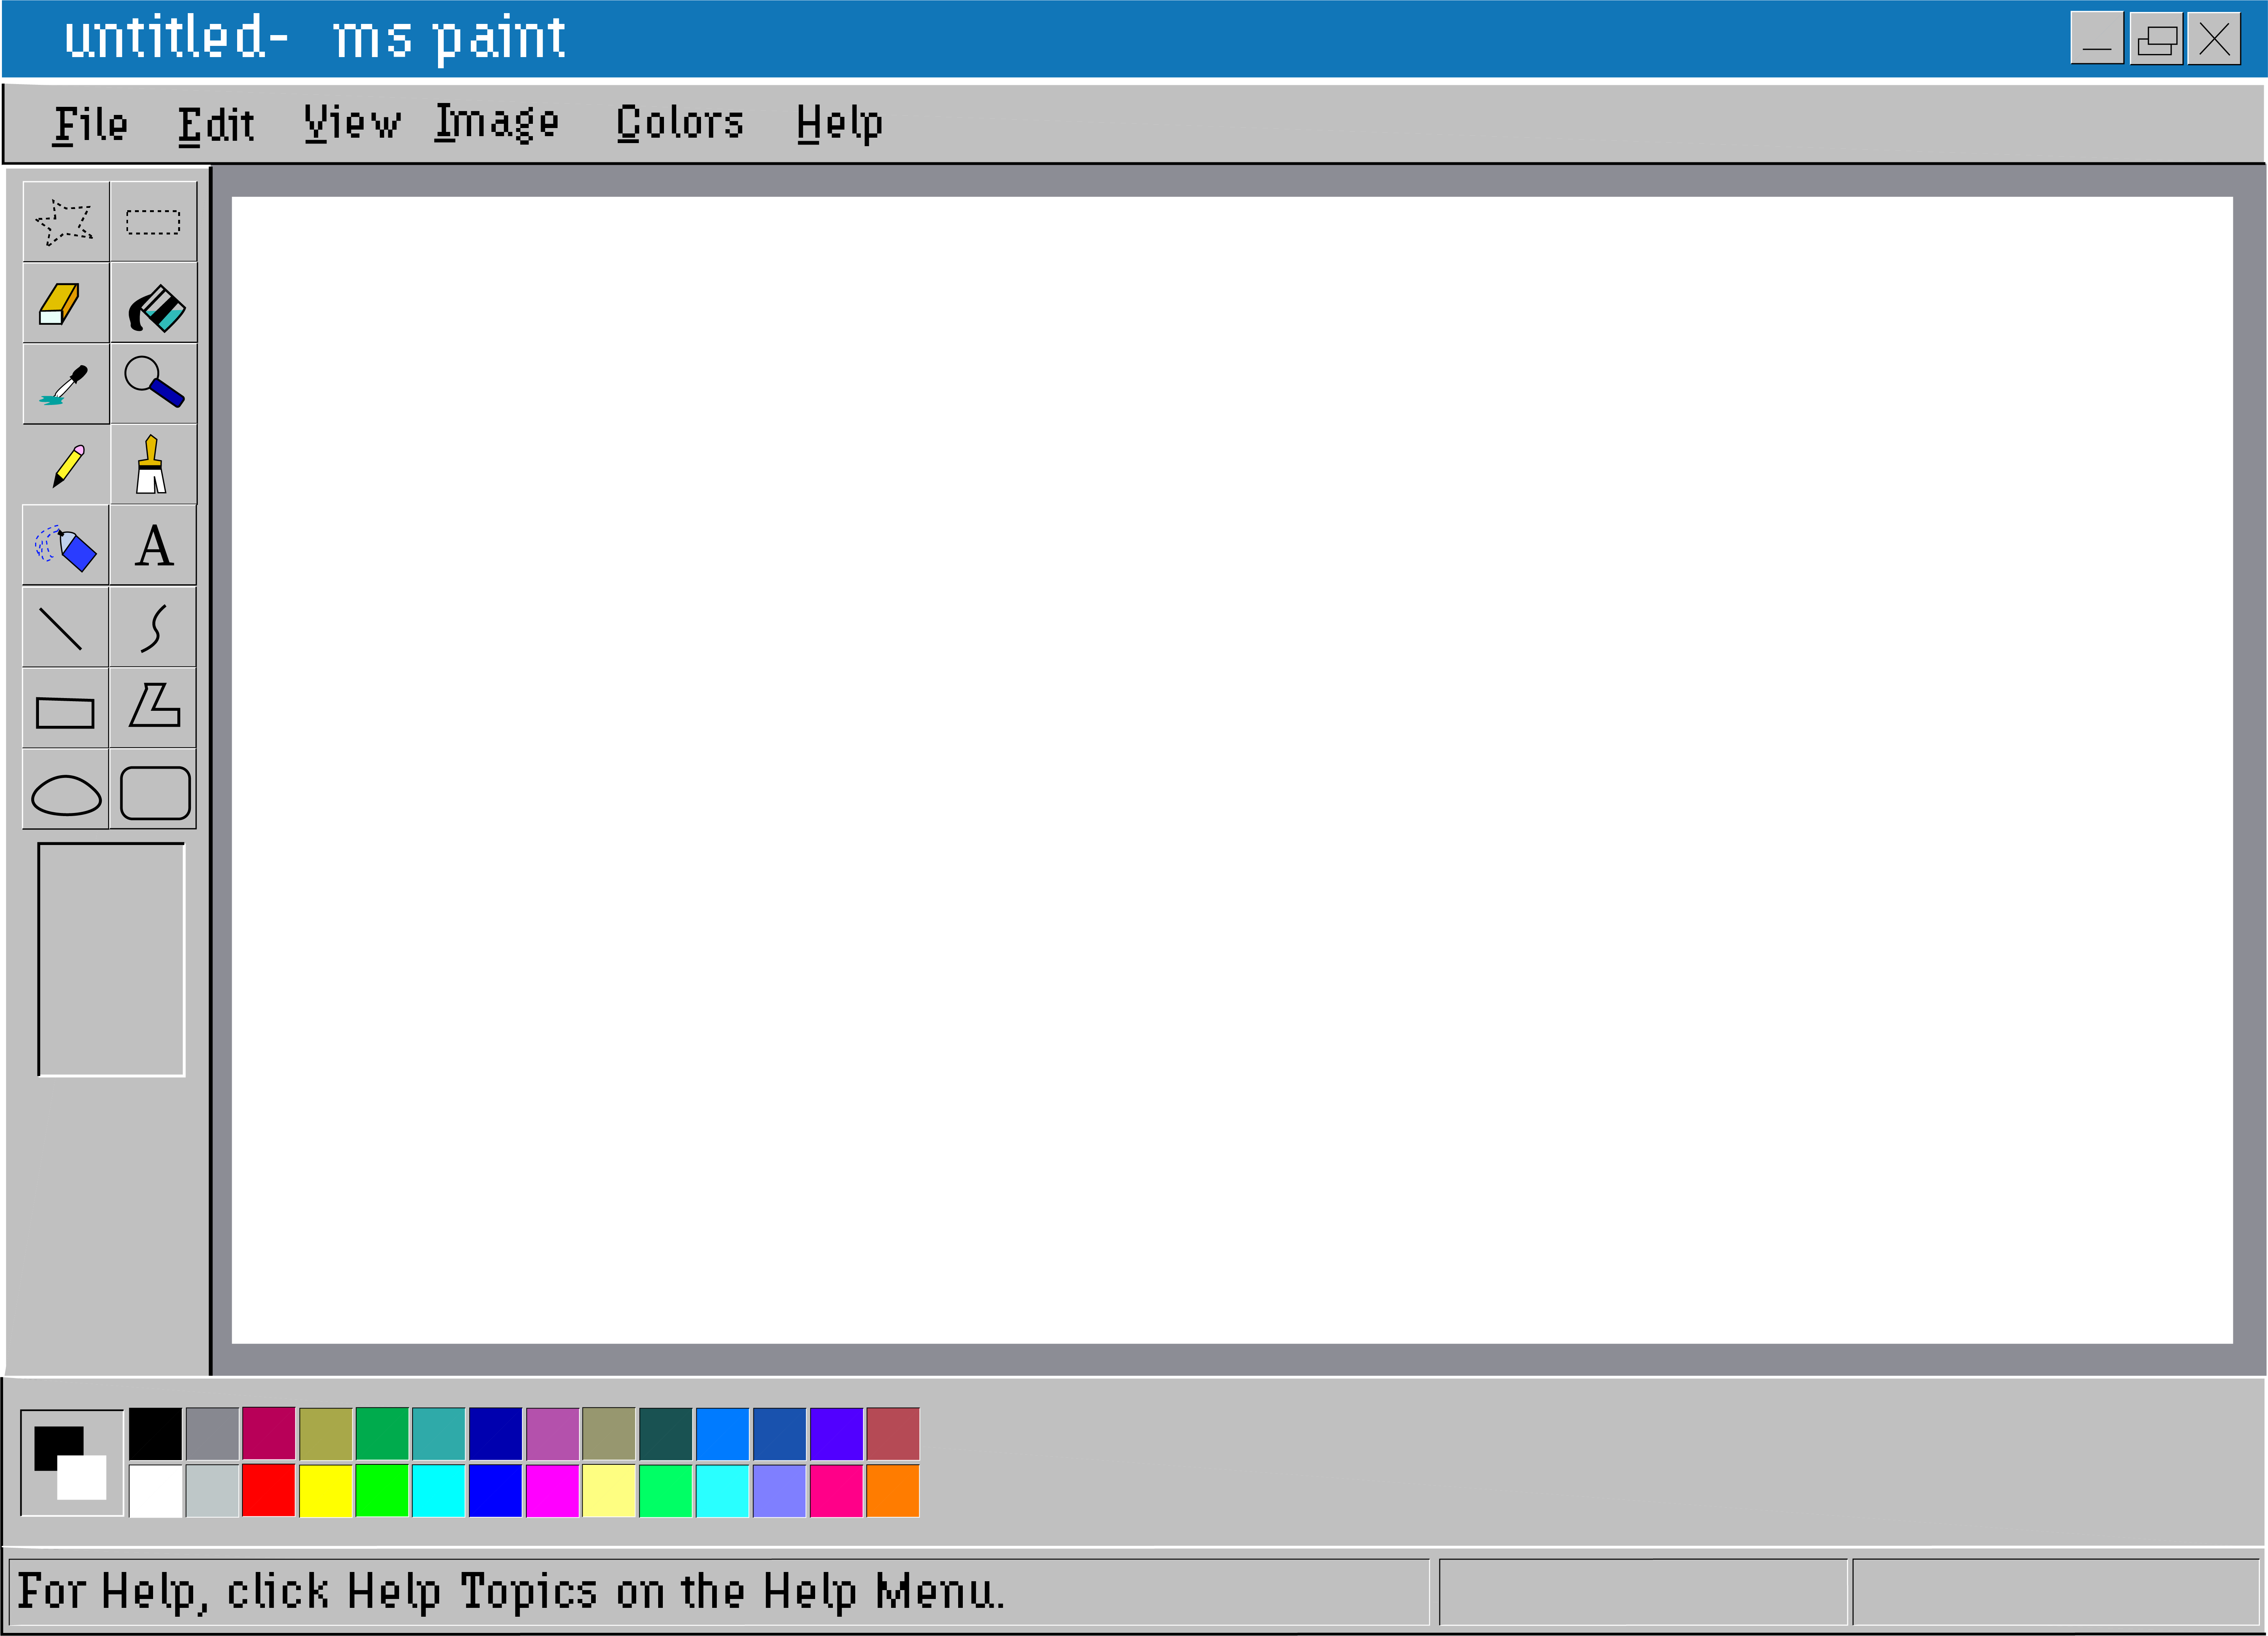 untitled- ms paint
File Edit View Image Colors Help
A
For Help, click Help Topics on the Help Menu.